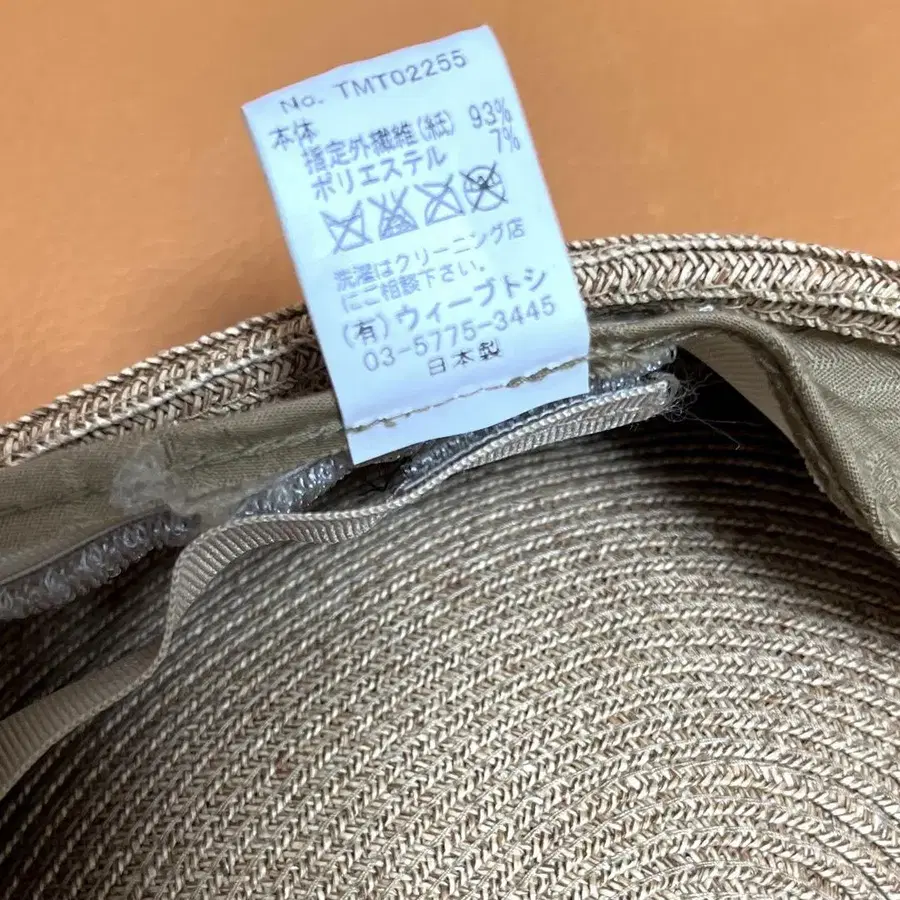 No. TMT02255
本体
指定外繊維(紙) 93%
ポリエステル 7%
洗濯はクリーニング店
にご相談下さい。
(有)ウィーブトシ
03-5775-3445
日本製